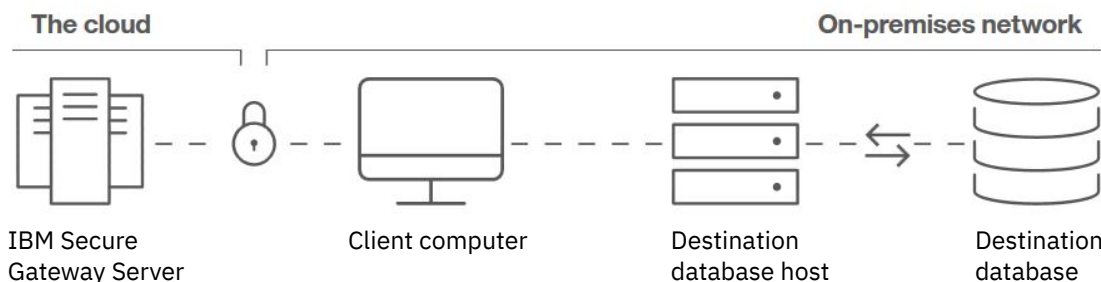 The cloud
On-premises network
IBM Secure
Gateway Server
Client computer
Destination
database host
Destination
database